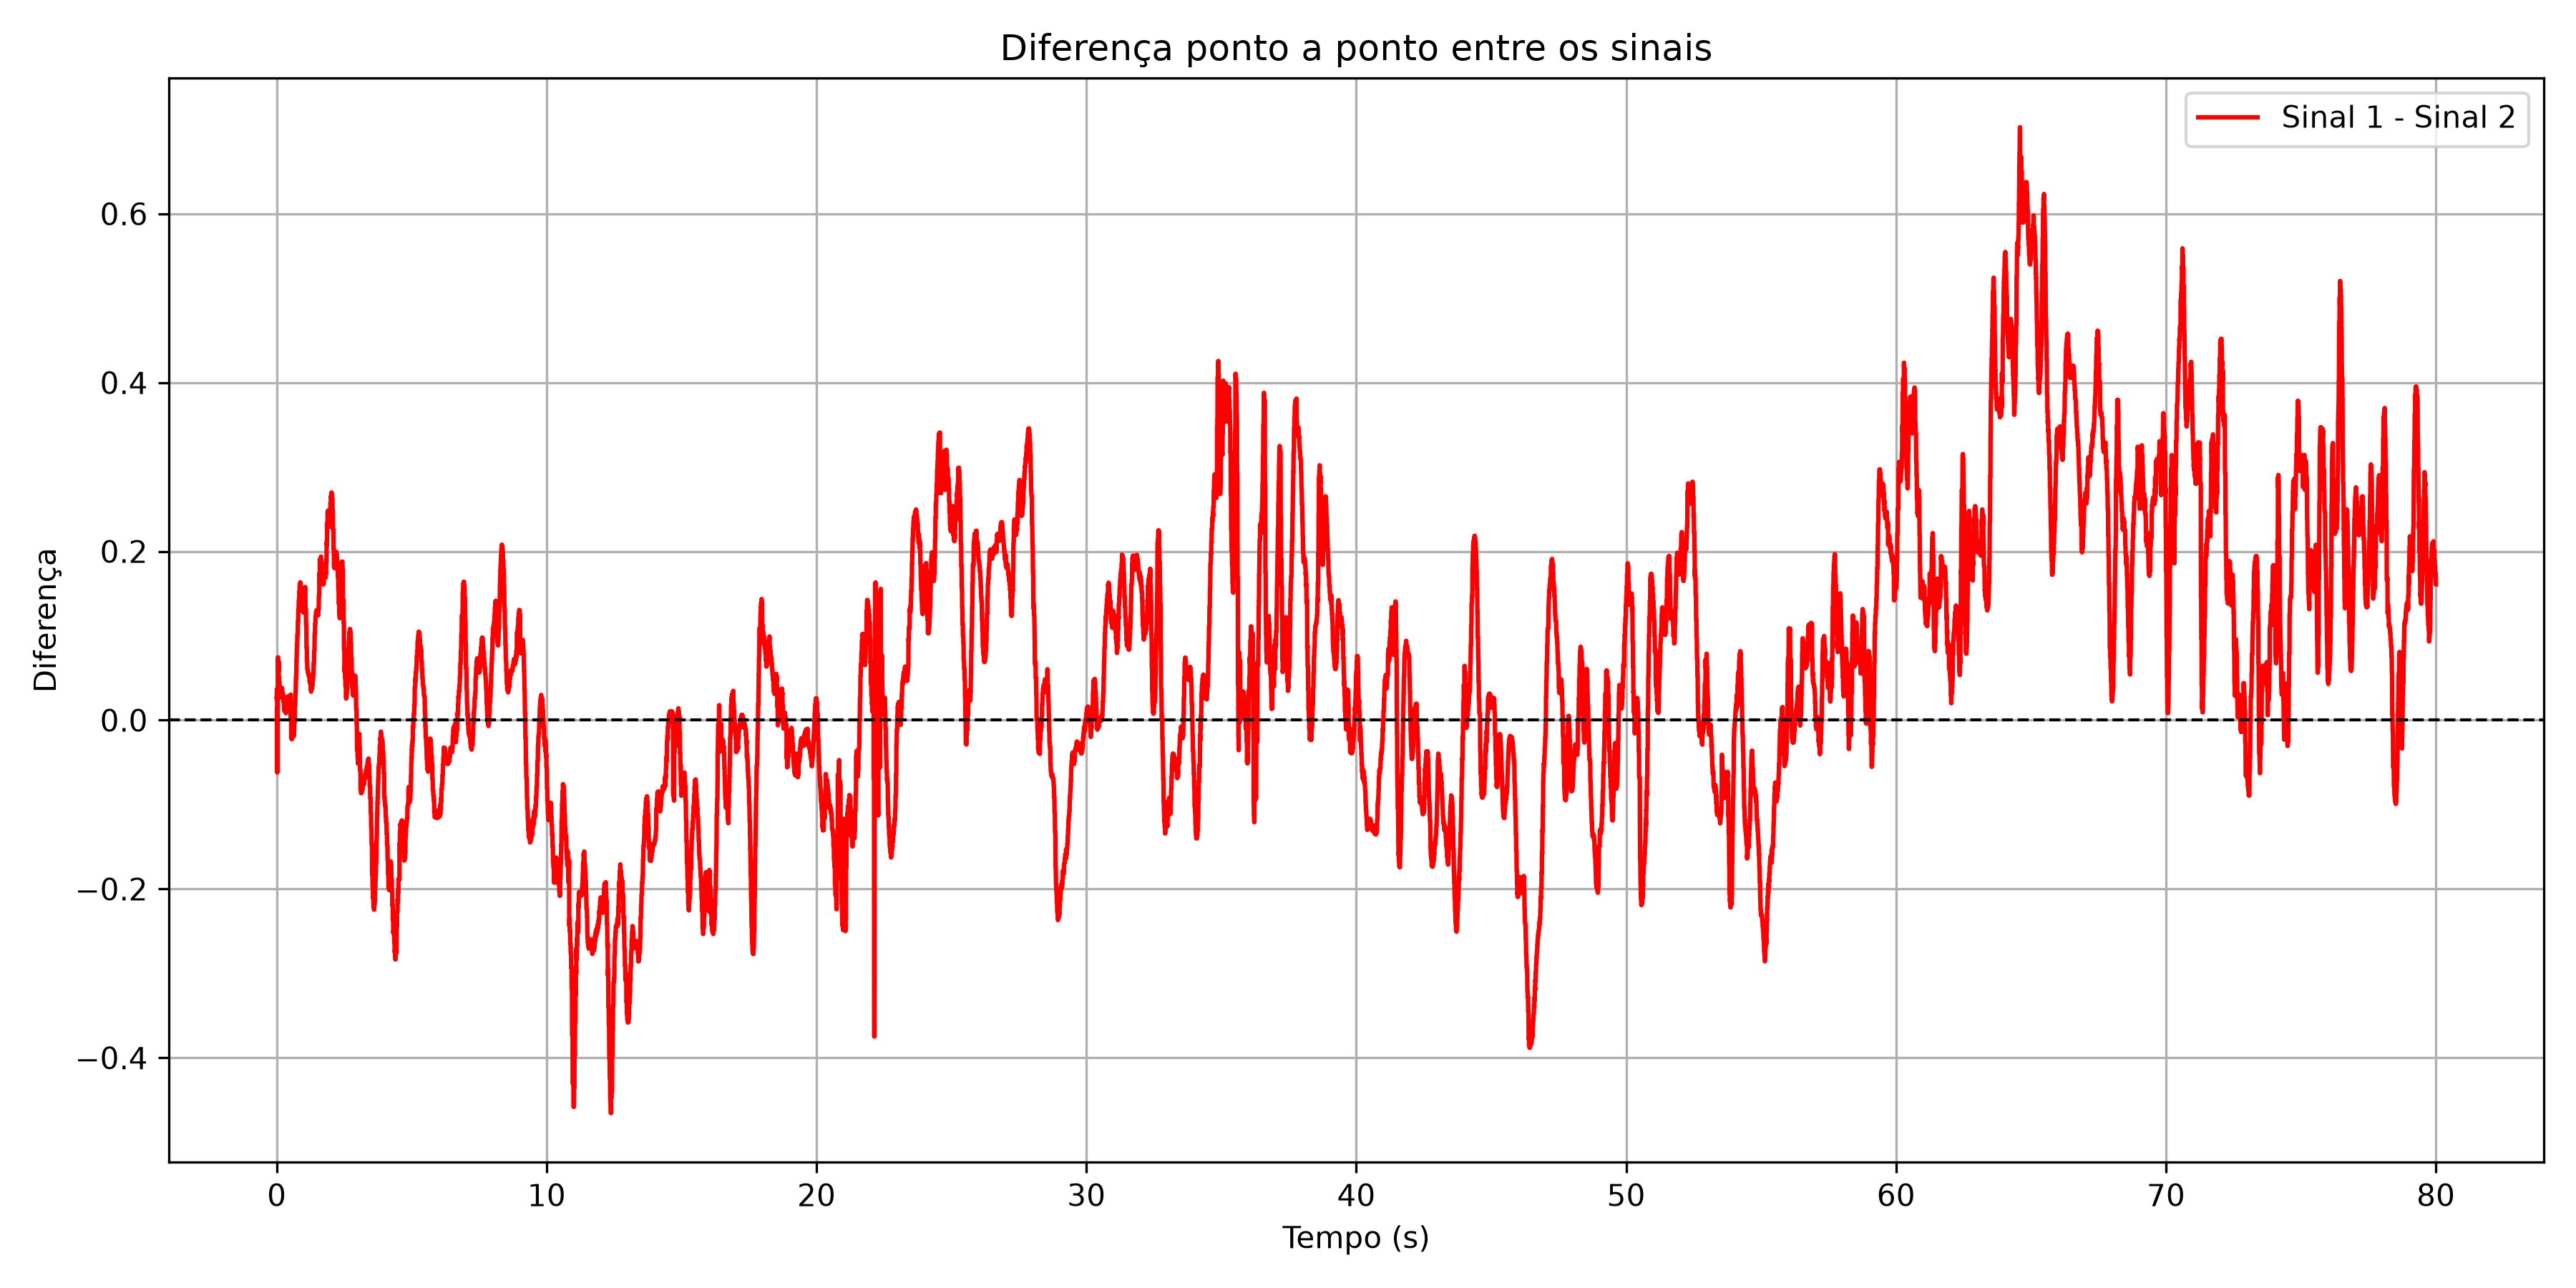 Diferença ponto a ponto entre os sinais
Sinal 1 - Sinal 2
Diferença
0.6
0.4
0.2
0.0
−0.2
−0.4
0 10 20 30 40 50 60 70 80
Tempo (s)